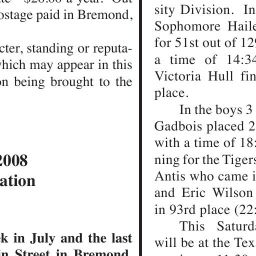 $20.00 a year. Out
ostage paid in Bremond,
cter, standing or reputa-
which may appear in this
on being brought to the
2008
ation
k in July and the last
in Street in Bremond,
sity Division. In
Sophomore Haile
for 51st out of 129
a time of 14:34
Victoria Hull fin
place.
In the boys 3
Gadbois placed 2
with a time of 18:
ning for the Tigers
Antis who came i
and Eric Wilson
in 93rd place (22:
This Saturda
will be at the Tex